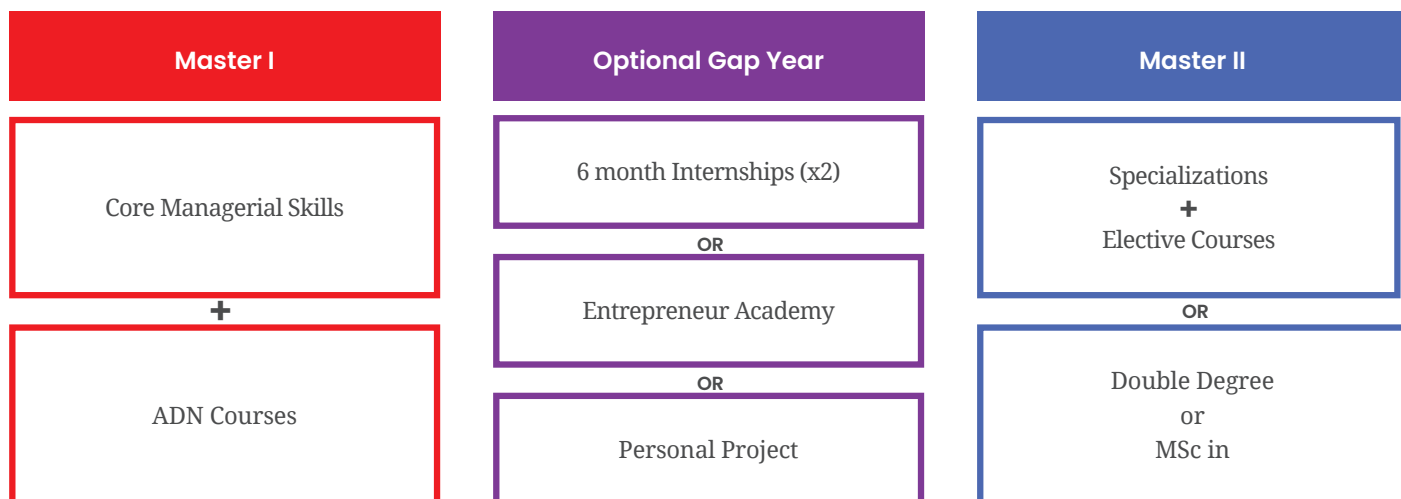 Master I
Core Managerial Skills
+
ADN Courses
Optional Gap Year
6 month Internships (x2)
OR
Entrepreneur Academy
OR
Personal Project
Master II
Specializations
+
Elective Courses
OR
Double Degree
or
MSc in